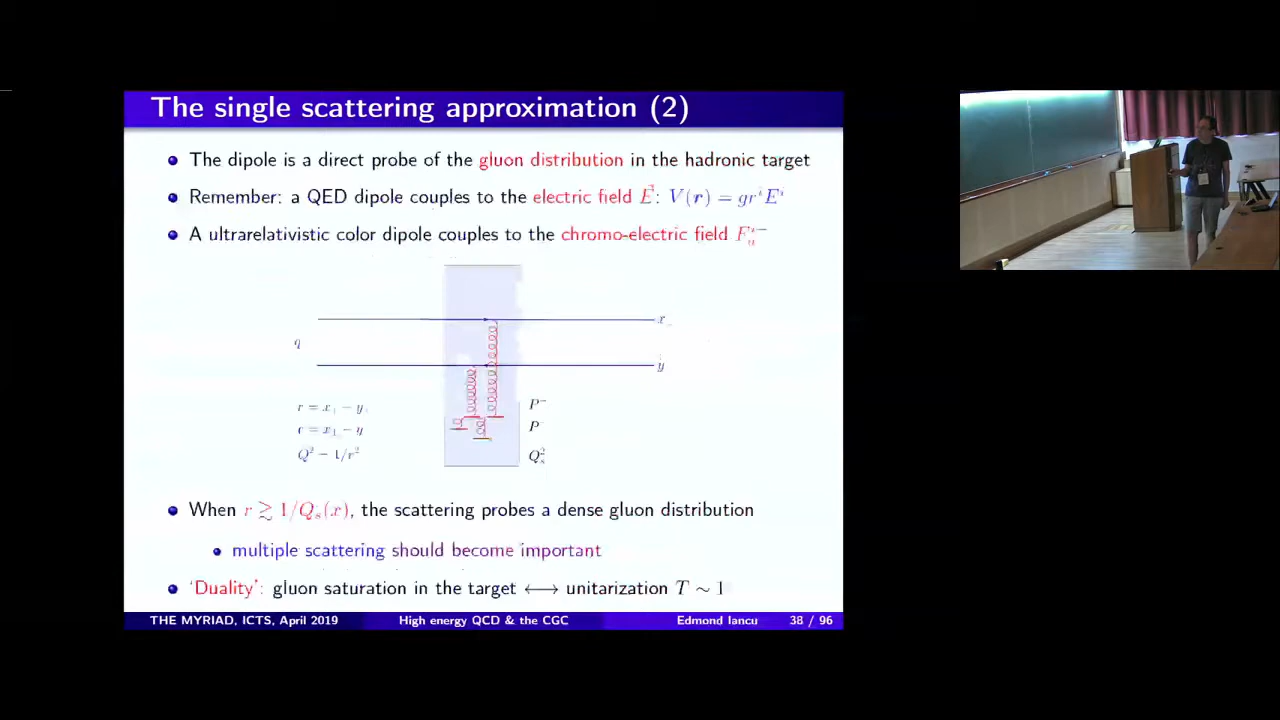 The single scattering approximation (2)
The dipole is a direct probe of the gluon distribution in the hadronic target
Remember: a QED dipole couples to the electric field E⃗: V(r) = grⁱEⁱ
A ultrarelativistic color dipole couples to the chromo-electric field
x
q
y
r = x⊥ − y
P⁻
r = x⊥ − y
P
Q² − 1/r²
Qₛ²
When r ≳ 1/Qₛ(x), the scattering probes a dense gluon distribution
multiple scattering should become important
'Duality': gluon saturation in the target ⟷ unitarization T ∼ 1
THE MYRIAD, ICTS, April 2019 High energy QCD & the CGC Edmond Iancu 38 / 96